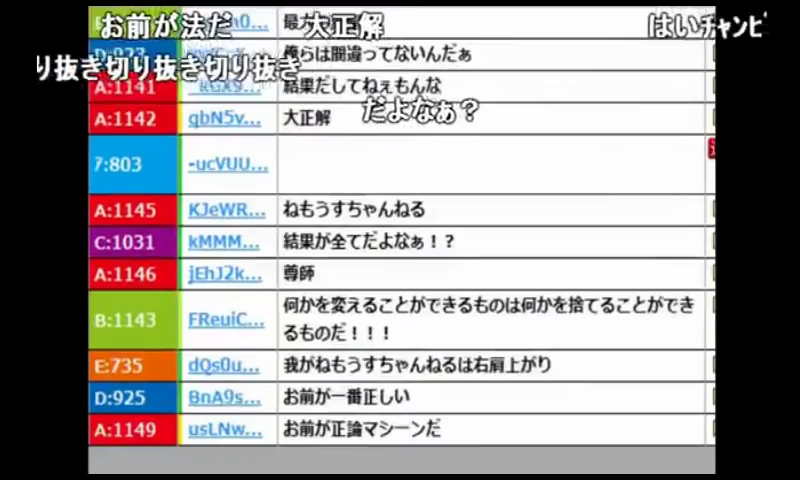 お前が法だ
大正解
はいチャンピ
り抜き切り抜き切り抜き
だよなぁ？
D:923 俺らは間違ってないんだぁ
A:1141 結果だしてねぇもんな
A:1142 qbN5v... 大正解
7:803 -ucVUU...
A:1145 KJeWR... ねもうすちゃんねる
C:1031 kMMM... 結果が全てだよなぁ！？
A:1146 jEhJ2k... 尊師
B:1143 FReuiC... 何かを変えることができるものは何かを捨てることができ
るものだ！！！
E:735 dQs0u... 我がねもうすちゃんねるは右肩上がり
D:925 BnA9s... お前が一番正しい
A:1149 usLNw... お前が正論マシーンだ